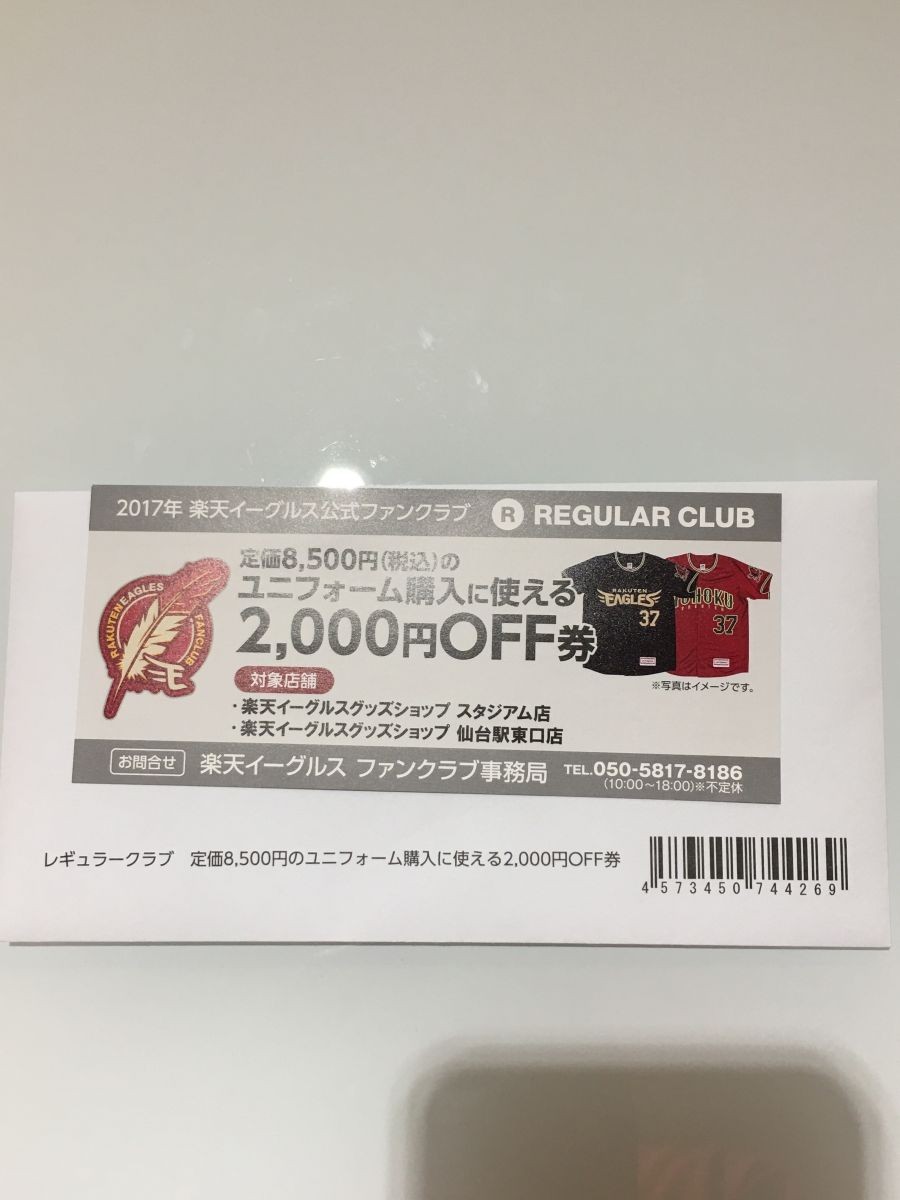 2017年 楽天イーグルス公式ファンクラブ R REGULAR CLUB
定価8,500円(税込)の
ユニフォーム購入に使える
2,000円OFF券
対象店舗
・楽天イーグルスグッズショップ スタジアム店
・楽天イーグルスグッズショップ 仙台駅東口店
RAKUTEN EAGLES FANCLUB
E
RAKUTEN
EAGLES
37
OHOKU
37
※写真はイメージです。
お問合せ 楽天イーグルス ファンクラブ事務局 TEL.050-5817-8186
(10:00〜18:00)※不定休
レギュラークラブ 定価8,500円のユニフォーム購入に使える2,000円OFF券
4 573450 744269